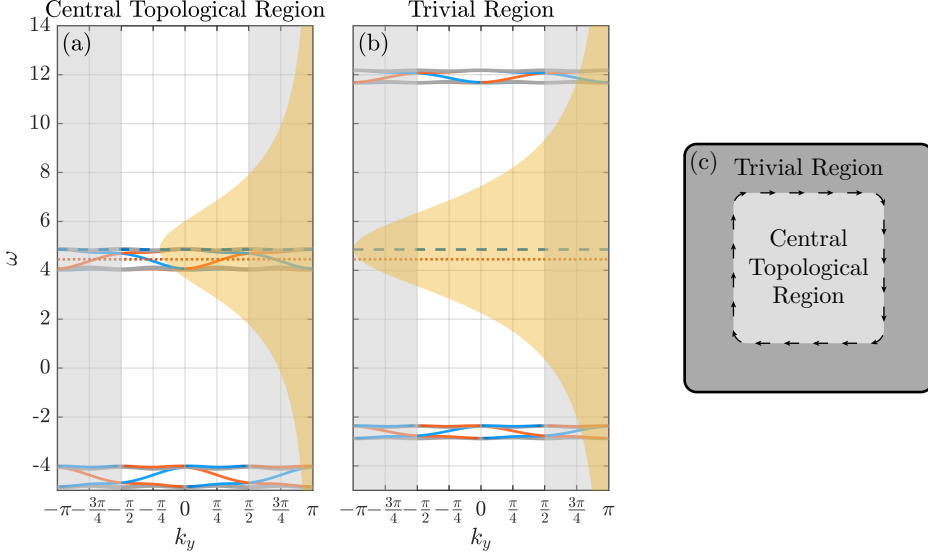 Central Topological Region
Trivial Region
(a)
(b)
14
12
10
8
6
4
2
0
-2
-4
ω
−π
−3π/4
−π/2
−π/4
0
π/4
π/2
3π/4
π
k_y
−π
−3π/4
−π/2
−π/4
0
π/4
π/2
3π/4
π
k_y
(c)
Trivial Region
Central
Topological
Region